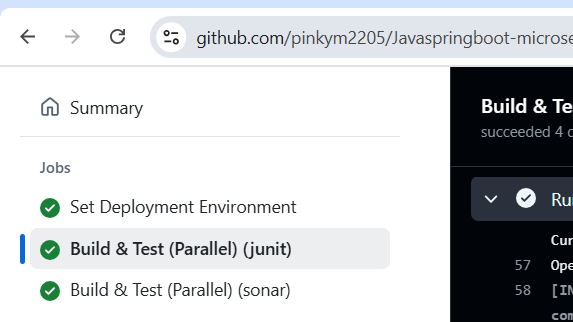 github.com/pinkym2205/Javaspringboot-microse
Summary
Jobs
Set Deployment Environment
Build & Test (Parallel) (junit)
Build & Test (Parallel) (sonar)
Build & Te
succeeded 4
Ru
Cur
57 Ope
58 [IN
com